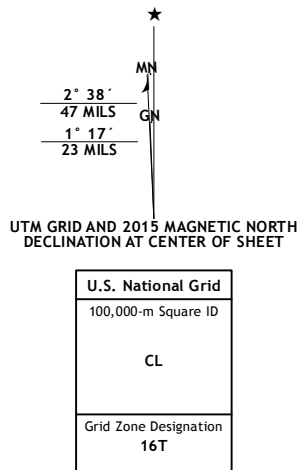 MN
2° 38´
47 MILS
GN
1° 17´
23 MILS
UTM GRID AND 2015 MAGNETIC NORTH
DECLINATION AT CENTER OF SHEET
U.S. National Grid
100,000-m Square ID
CL
Grid Zone Designation
16T